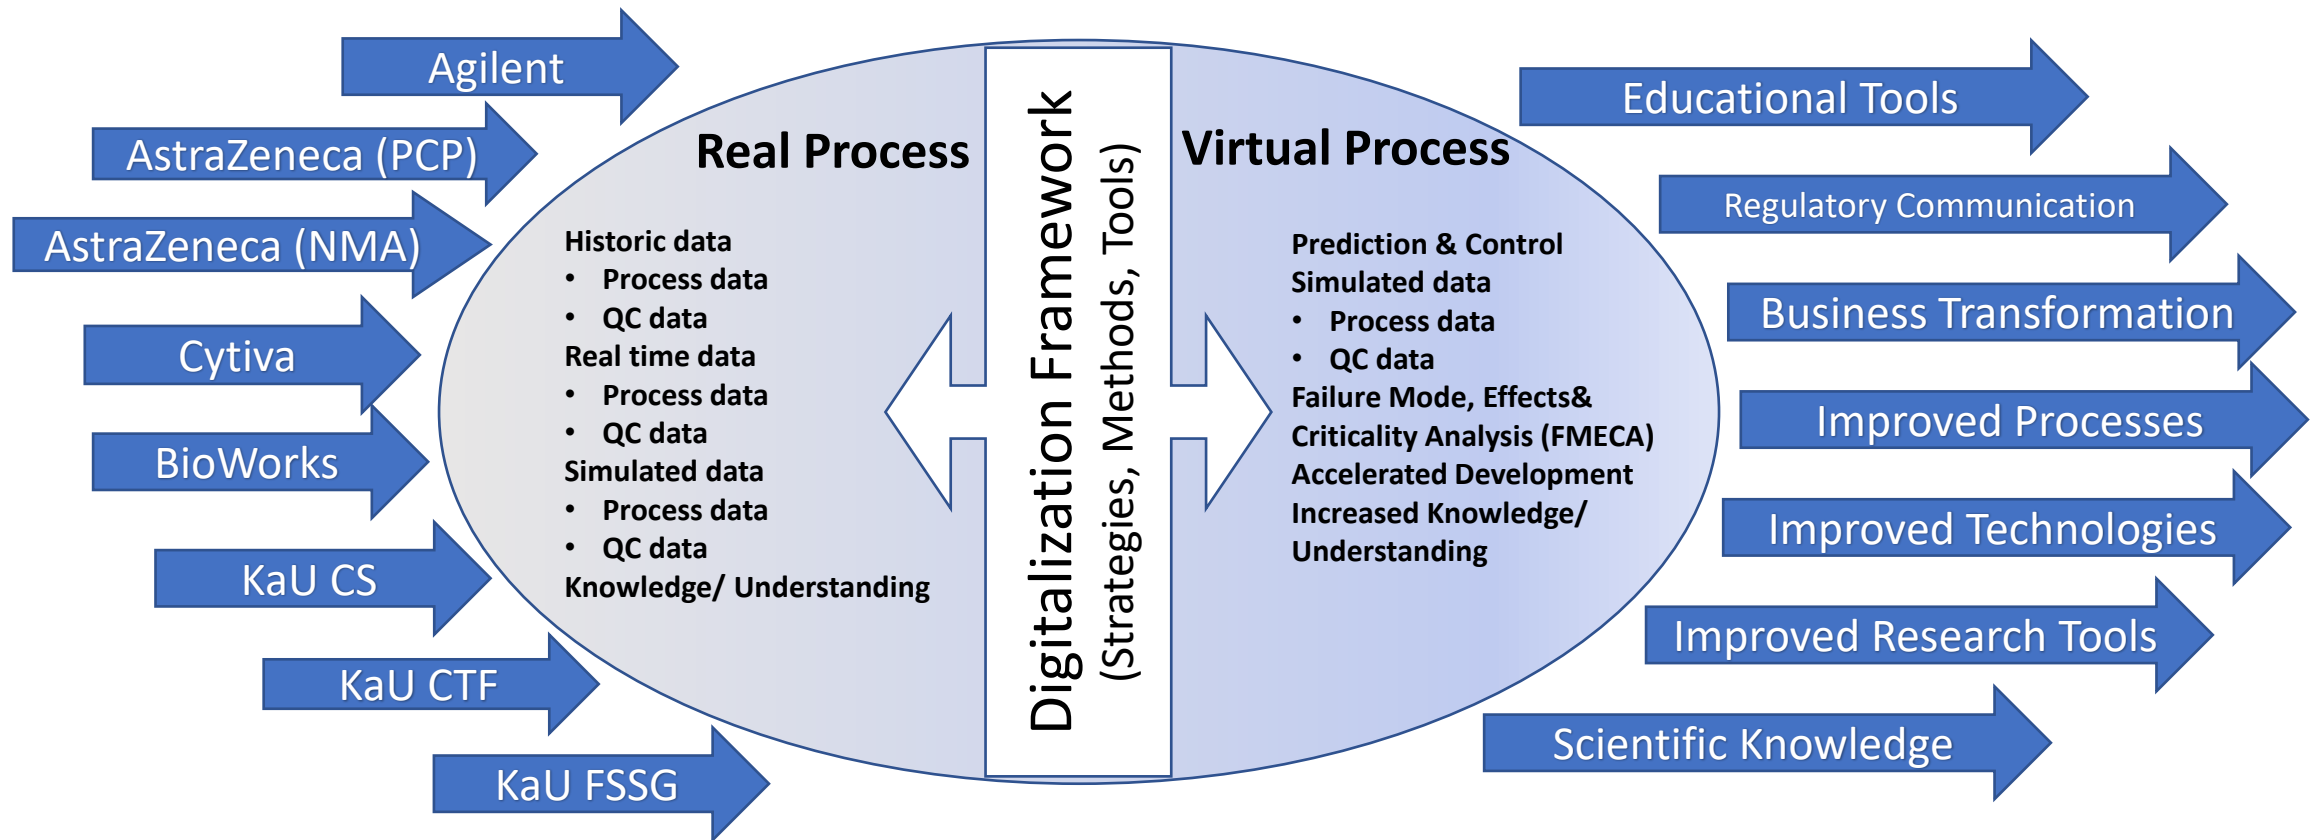 Agilent
AstraZeneca (PCP)
AstraZeneca (NMA)
Cytiva
BioWorks
KaU CS
KaU CTF
KaU FSSG
Real Process
Historic data
• Process data
• QC data
Real time data
• Process data
• QC data
Simulated data
• Process data
• QC data
Knowledge/ Understanding
Digitalization Framework
(Strategies, Methods, Tools)
Virtual Process
Prediction & Control
Simulated data
• Process data
• QC data
Failure Mode, Effects&
Criticality Analysis (FMECA)
Accelerated Development
Increased Knowledge/
Understanding
Educational Tools
Regulatory Communication
Business Transformation
Improved Processes
Improved Technologies
Improved Research Tools
Scientific Knowledge